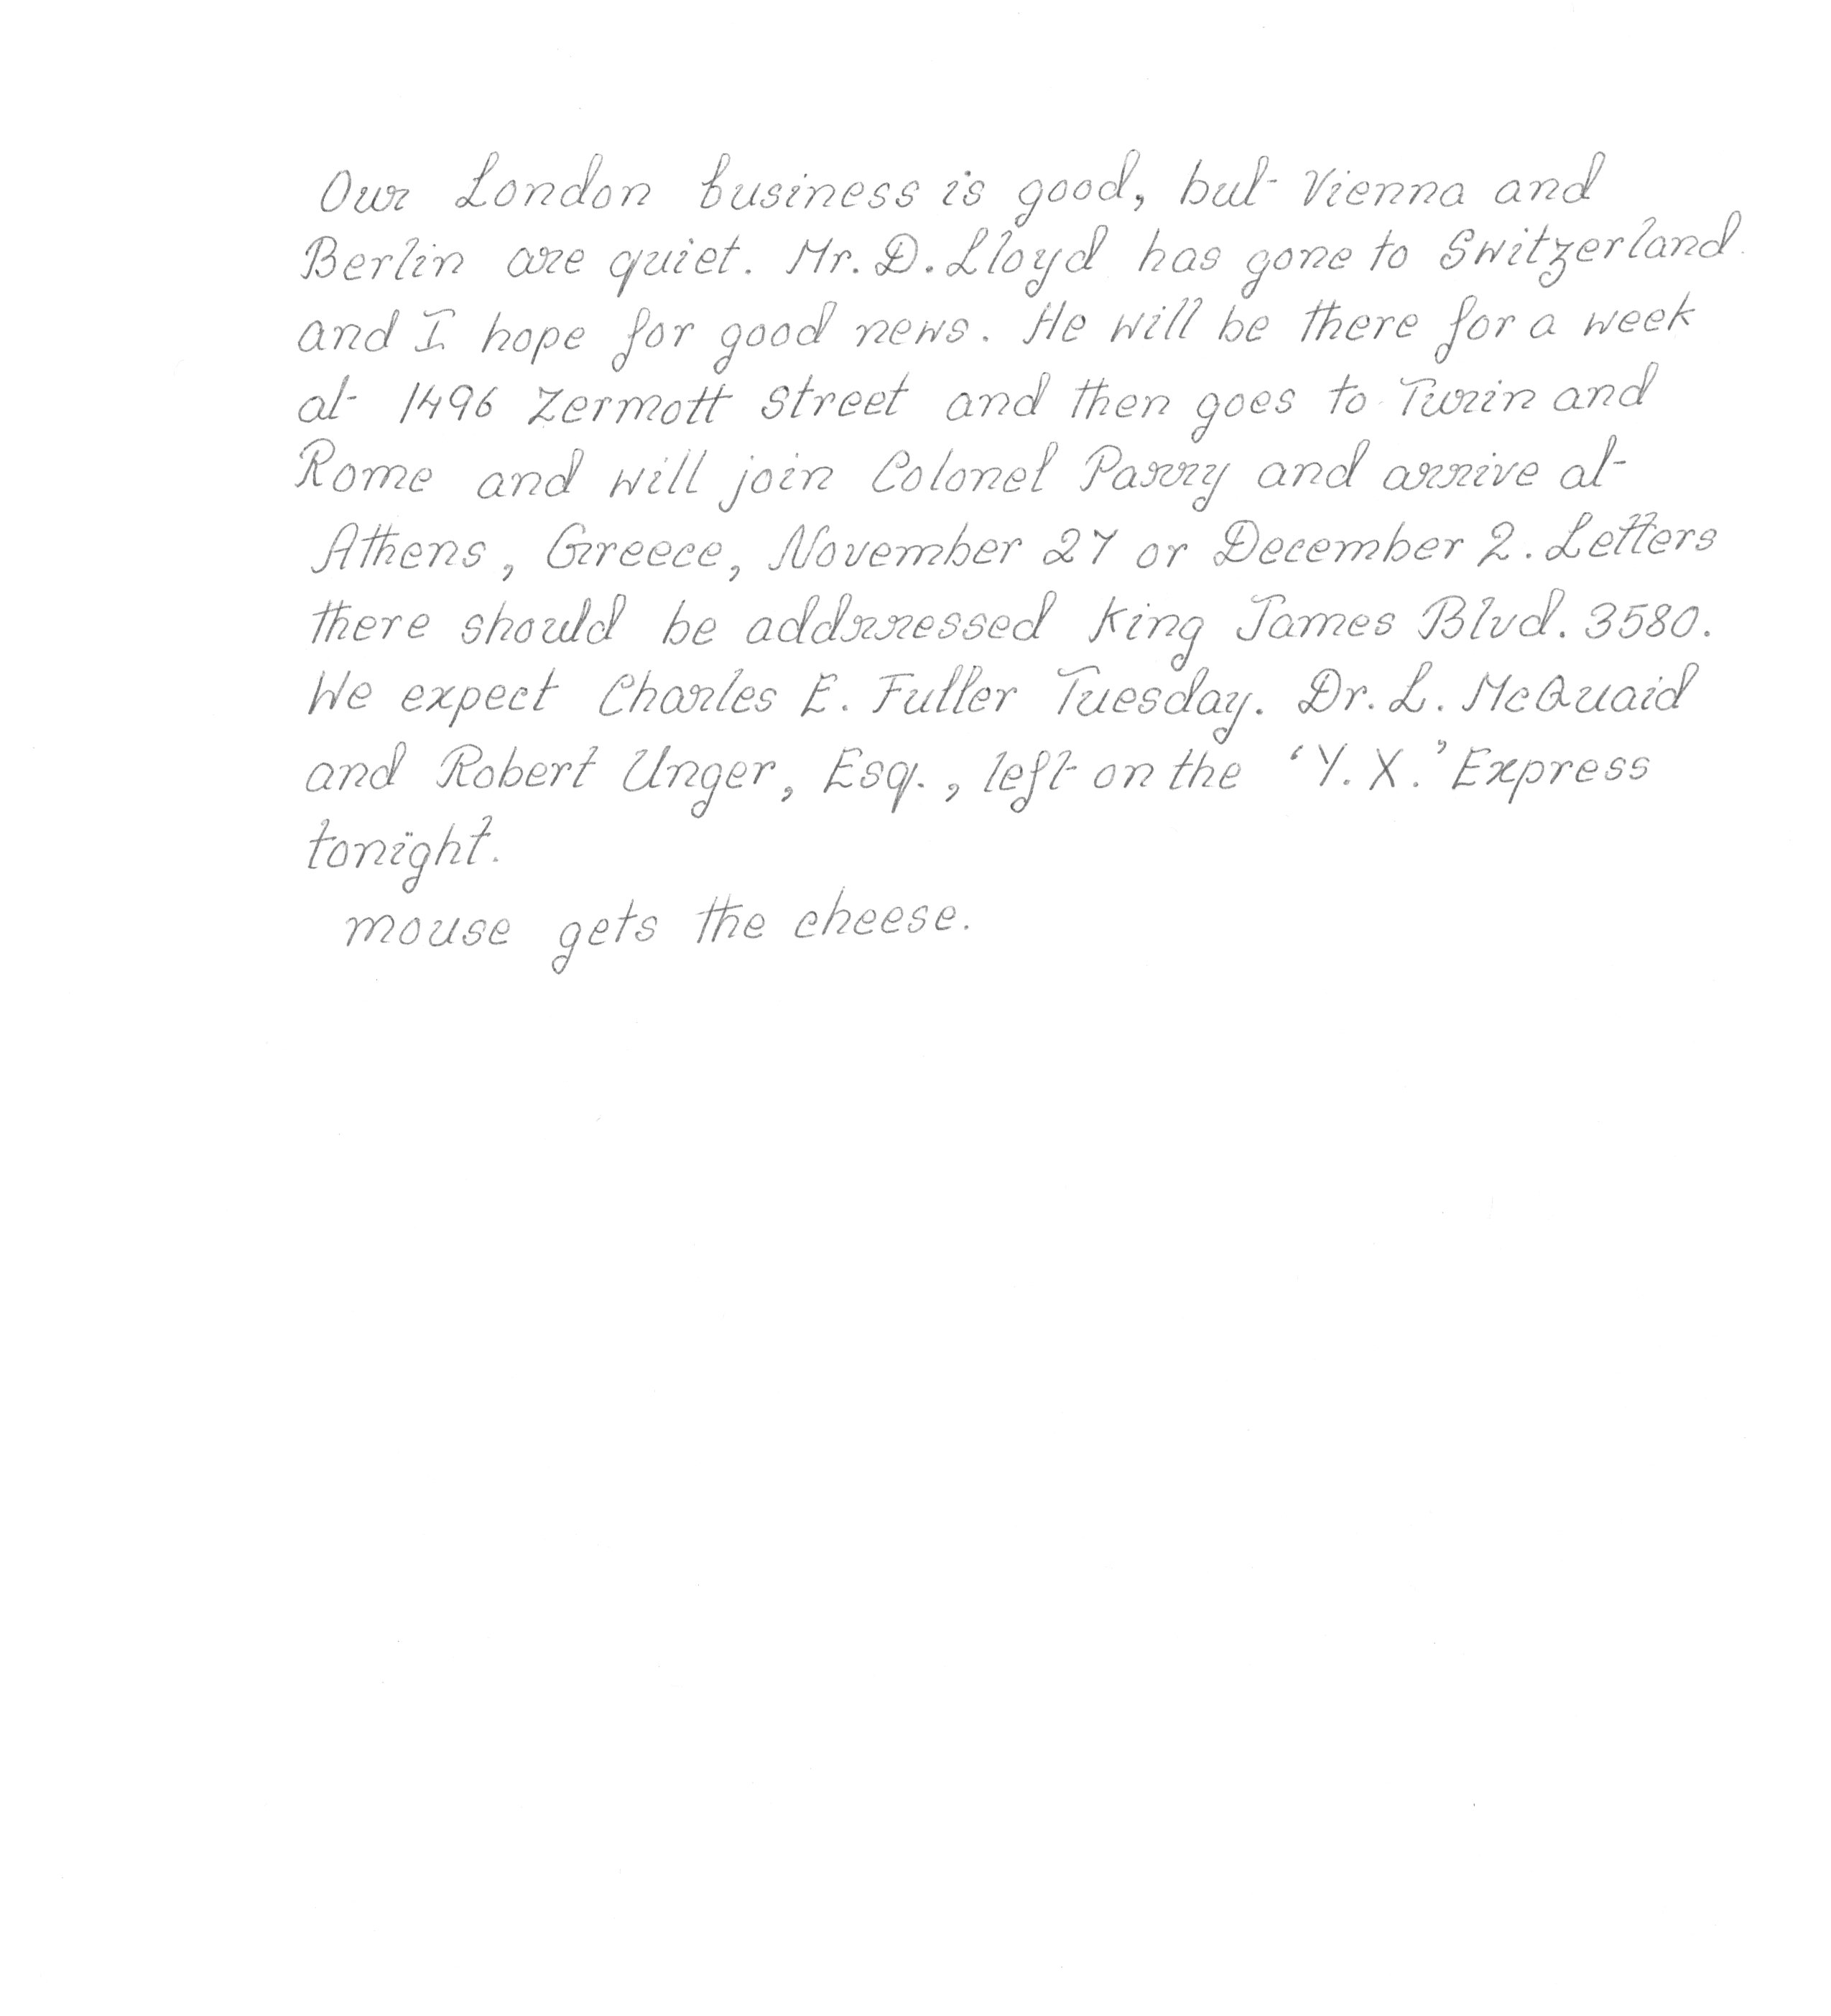 Our London business is good, but Vienna and
Berlin are quiet. Mr. D. Lloyd has gone to Switzerland
and I hope for good news. He will be there for a week
at 1496 Zermott street and then goes to Turin and
Rome and will join Colonel Parry and arrive at
Athens, Greece, November 27 or December 2. Letters
there should be addrressed King James Blvd. 3580.
We expect Charles E. Fuller Tuesday. Dr. L. McQuaid
and Robert Unger, Esq., left on the 'Y. X.' Express
tonight.
mouse gets the cheese.